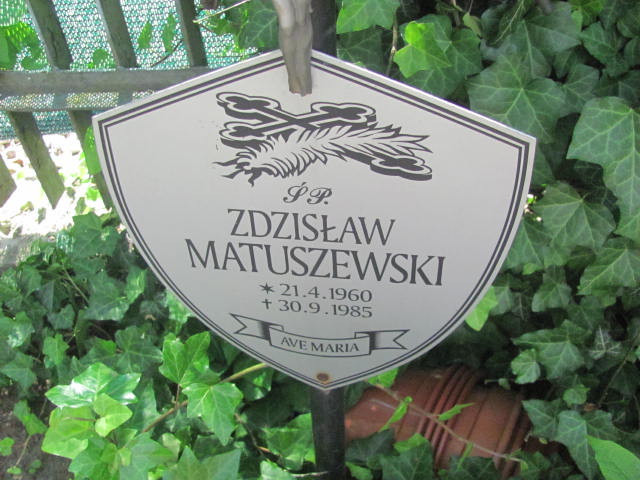 Ś.P.
ZDZISŁAW
MATUSZEWSKI
✶ 21.4.1960
✝ 30.9.1985
AVE MARIA